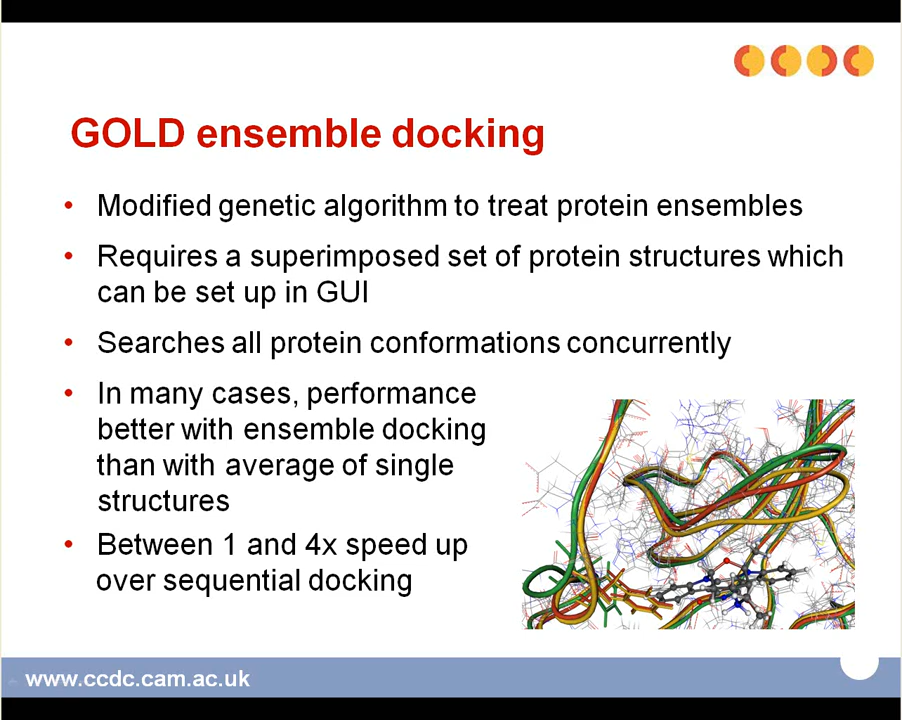 GOLD ensemble docking
• Modified genetic algorithm to treat protein ensembles
• Requires a superimposed set of protein structures which
can be set up in GUI
• Searches all protein conformations concurrently
• In many cases, performance
better with ensemble docking
than with average of single
structures
• Between 1 and 4x speed up
over sequential docking
www.ccdc.cam.ac.uk